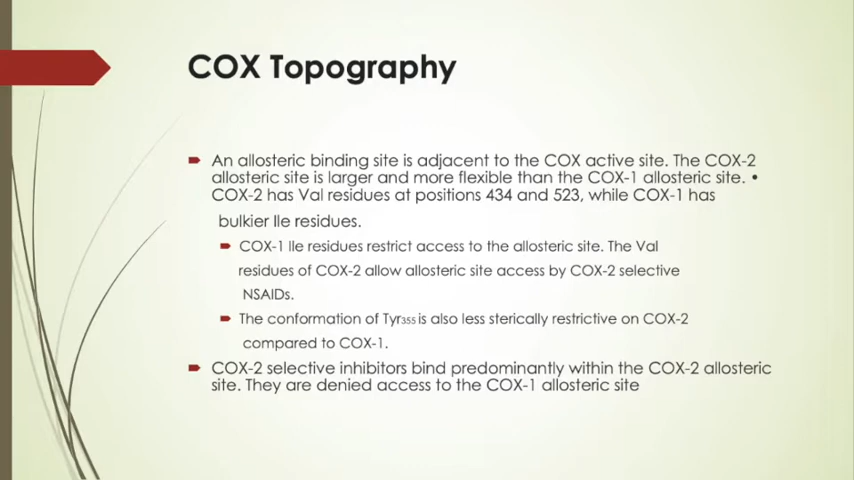 COX Topography
An allosteric binding site is adjacent to the COX active site. The COX-2
allosteric site is larger and more flexible than the COX-1 allosteric site. •
COX-2 has Val residues at positions 434 and 523, while COX-1 has
bulkier Ile residues.
COX-1 Ile residues restrict access to the allosteric site. The Val
residues of COX-2 allow allosteric site access by COX-2 selective
NSAIDs.
The conformation of Tyr355 is also less sterically restrictive on COX-2
compared to COX-1.
COX-2 selective inhibitors bind predominantly within the COX-2 allosteric
site. They are denied access to the COX-1 allosteric site